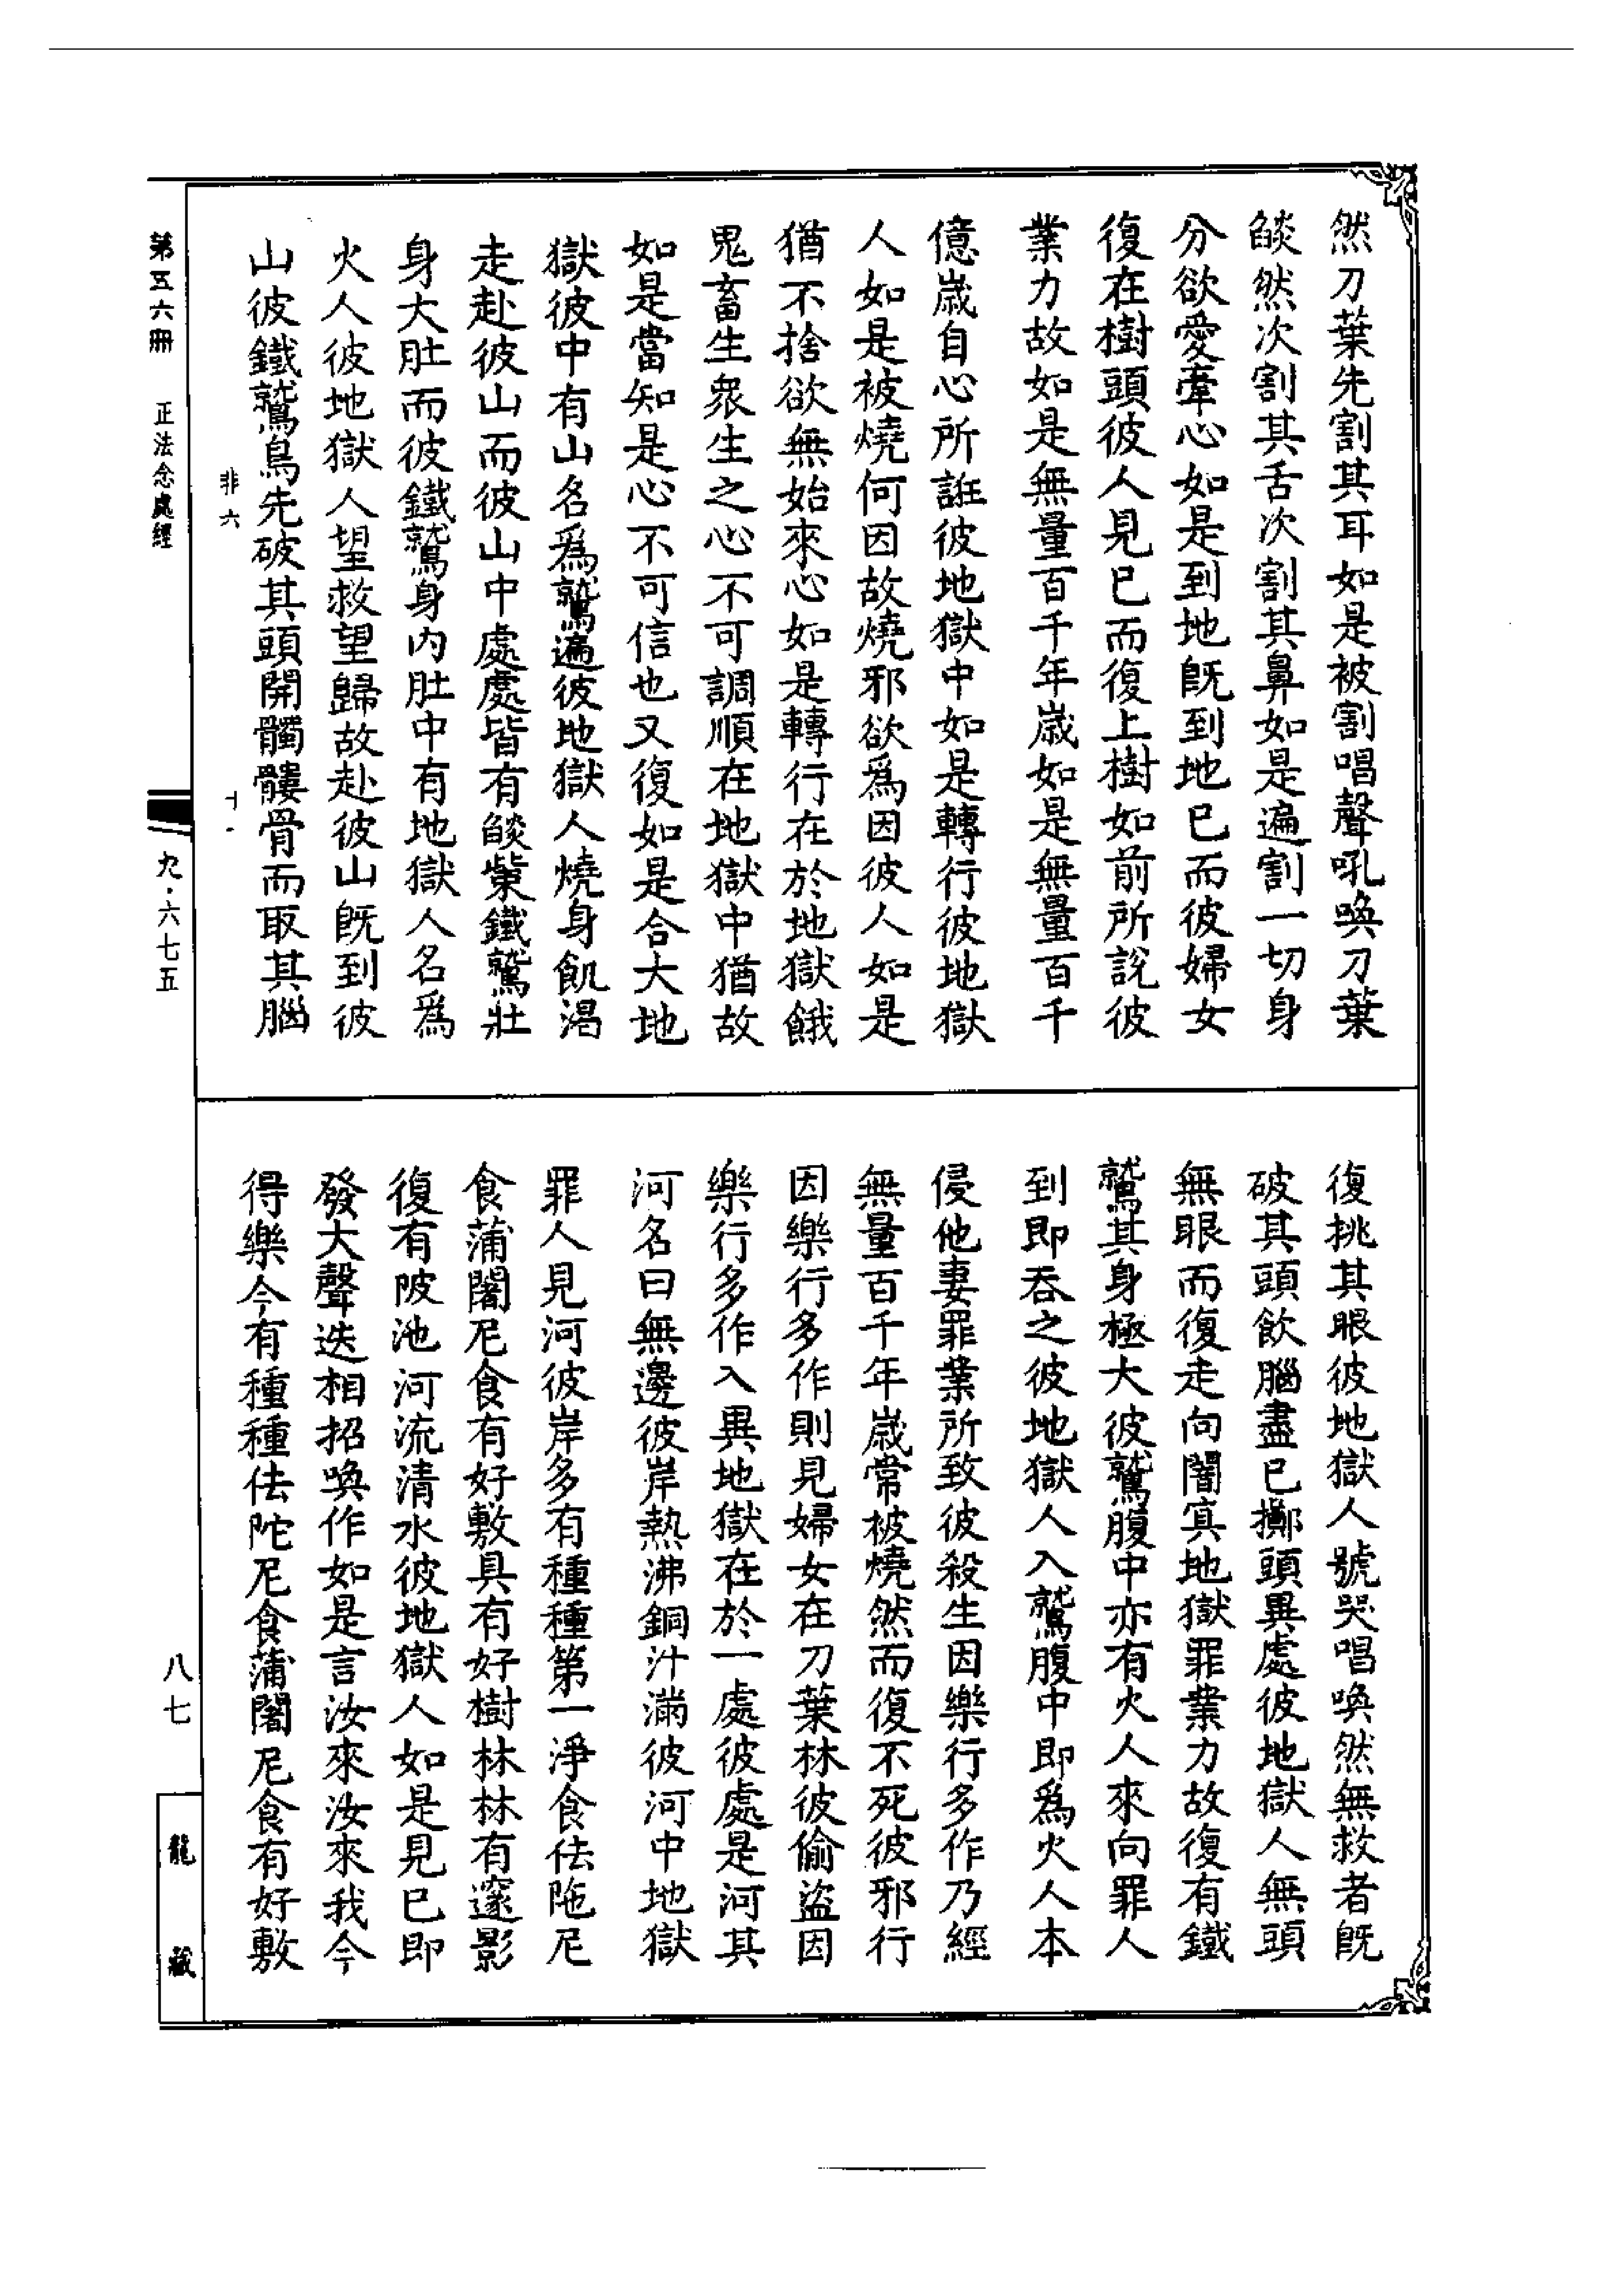 然刀葉先割其耳如是被割唱聲吼喚刀葉
燄然次割其舌次割其鼻如是遍割一切身
分欲愛牽心如是到地既到地已而彼婦女
復在樹頭彼人見已而復上樹如前所說彼
業力故如是無量百千年歲如是無量百千
億歲自心所誑彼地獄中如是轉行彼地獄
人如是被燒何因故燒邪欲爲因彼人如是
猶不捨欲無始來心如是轉行在於地獄餓
鬼畜生衆生之心不可調順在地獄中猶故
如是當知是心不可信也又復如是合大地
獄彼中有山名爲鷲遍彼地獄人燒身飢渴
走赴彼山而彼山中處處皆有燄𭪿鐵鷲壯
身大肚而彼鐵鷲身內肚中有地獄人名爲
火人彼地獄人望救望歸故赴彼山既到彼
山彼鐵鷲鳥先破其頭開髑髏骨而取其腦
復挑其眼彼地獄人號哭唱喚然無救者既
破其頭飲腦盡已擲頭異處彼地獄人無頭
無眼而復走向闇寘地獄罪業力故復有鐵
鷲其身極大彼鷲腹中亦有火人來向罪人
到即吞之彼地獄人入鷲腹中即爲火人本
侵他妻罪業所致彼殺生因樂行多作乃經
無量百千年歲常被燒然而復不死彼邪行
因樂行多作則見婦女在刀葉林彼偷盜因
樂行多作入異地獄在於一處彼處是河其
河名曰無邊彼岸熱沸銅汁滿彼河中地獄
罪人見河彼岸多有種種第一淨食佉陁尼
食蒲闍尼食有好敷具有好樹林林有邃影
復有陂池河流清水彼地獄人如是見已即
發大聲迭相招喚作如是言汝來汝來我今
得樂今有種種佉陀尼食蒲闍尼食有好敷
第五六冊 正法念處經
非六
十一
九·六七五
八七
龍藏